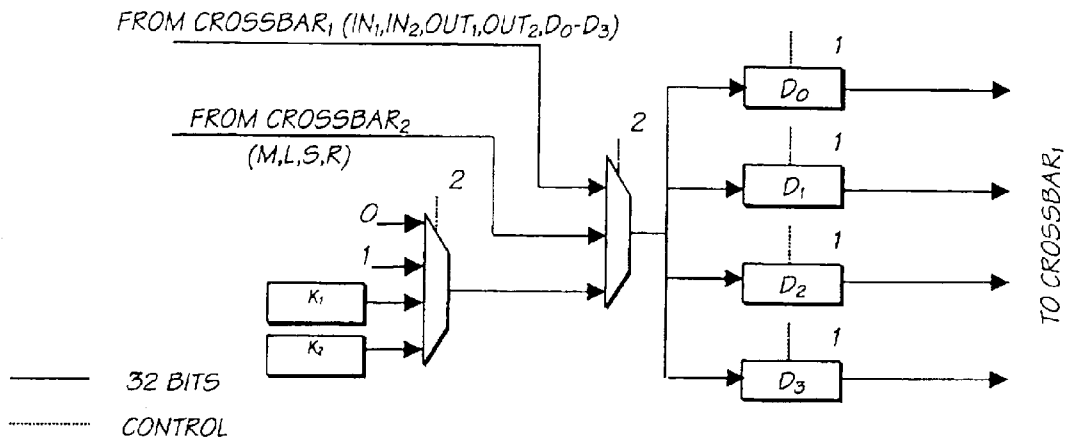 FROM CROSSBAR₁ (IN₁,IN₂,OUT₁,OUT₂,D₀-D₃)
1
D₀
FROM CROSSBAR₂
(M,L,S,R)
2
1
D₁
2
0
1
K₁
K₂
1
D₂
1
D₃
TO CROSSBAR₁
32 BITS
CONTROL